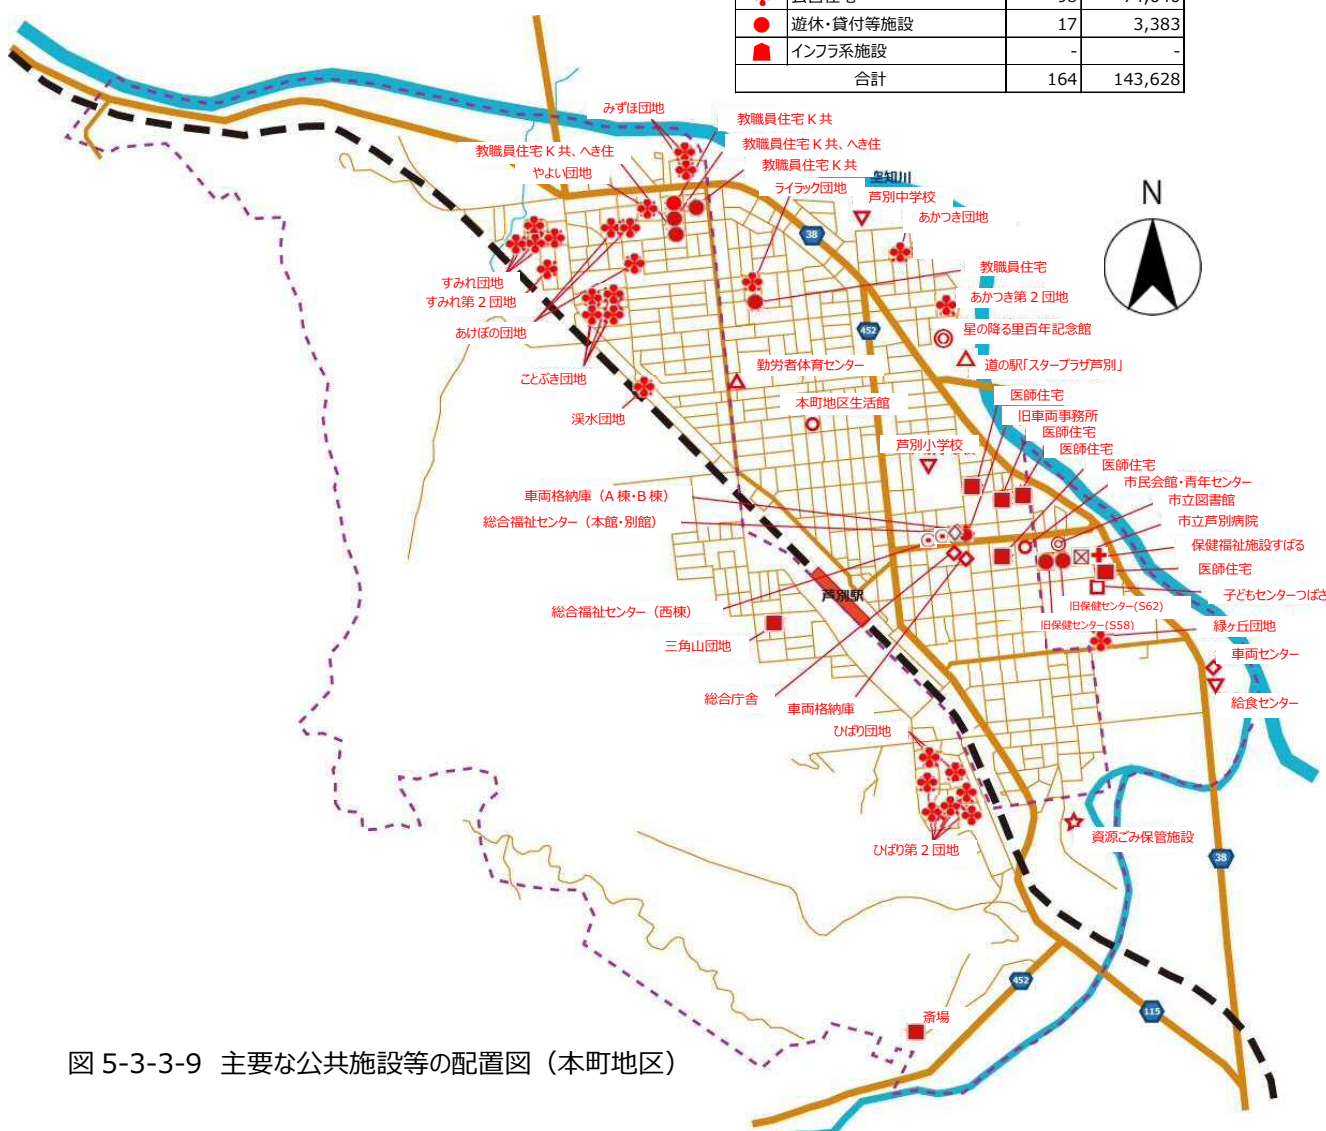 遊休・貸付等施設 17 3,383
インフラ系施設 - -
合計 164 143,628
みずほ団地
教職員住宅K共
教職員住宅K共、へき住
教職員住宅K共、へき住
やよい団地
教職員住宅K共
ライラック団地
空知川
芦別中学校
あかつき団地
N
38
教職員住宅
すみれ団地
すみれ第2団地
あかつき第2団地
あけぼの団地
452
星の降る里百年記念館
勤労者体育センター
道の駅「スタープラザ芦別」
ことぶき団地
医師住宅
本町地区生活館
旧車両事務所
渓水団地
医師住宅
芦別小学校
医師住宅
医師住宅
市民会館・青年センター
車両格納庫（A棟・B棟）
市立図書館
総合福祉センター（本館・別館）
市立芦別病院
保健福祉施設すばる
医師住宅
芦別駅
子どもセンターつばさ
総合福祉センター（西棟）
旧保健センター(S62)
旧保健センター(S58)
緑ヶ丘団地
三角山団地
車両センター
総合庁舎
車両格納庫
給食センター
ひばり団地
資源ごみ保管施設
ひばり第2団地
38
452
115
斎場
図 5-3-3-9 主要な公共施設等の配置図（本町地区）